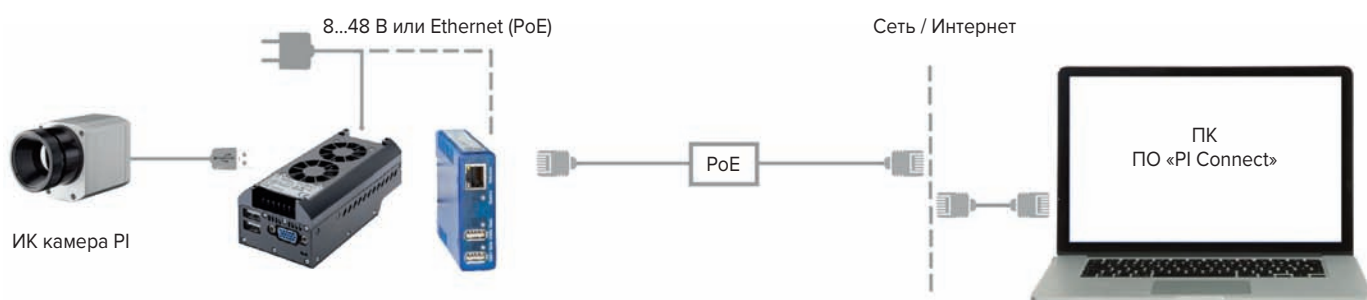 8...48 В или Ethernet (PoE)
Сеть / Интернет
ПК
ПО «PI Connect»
PoE
ИК камера PI